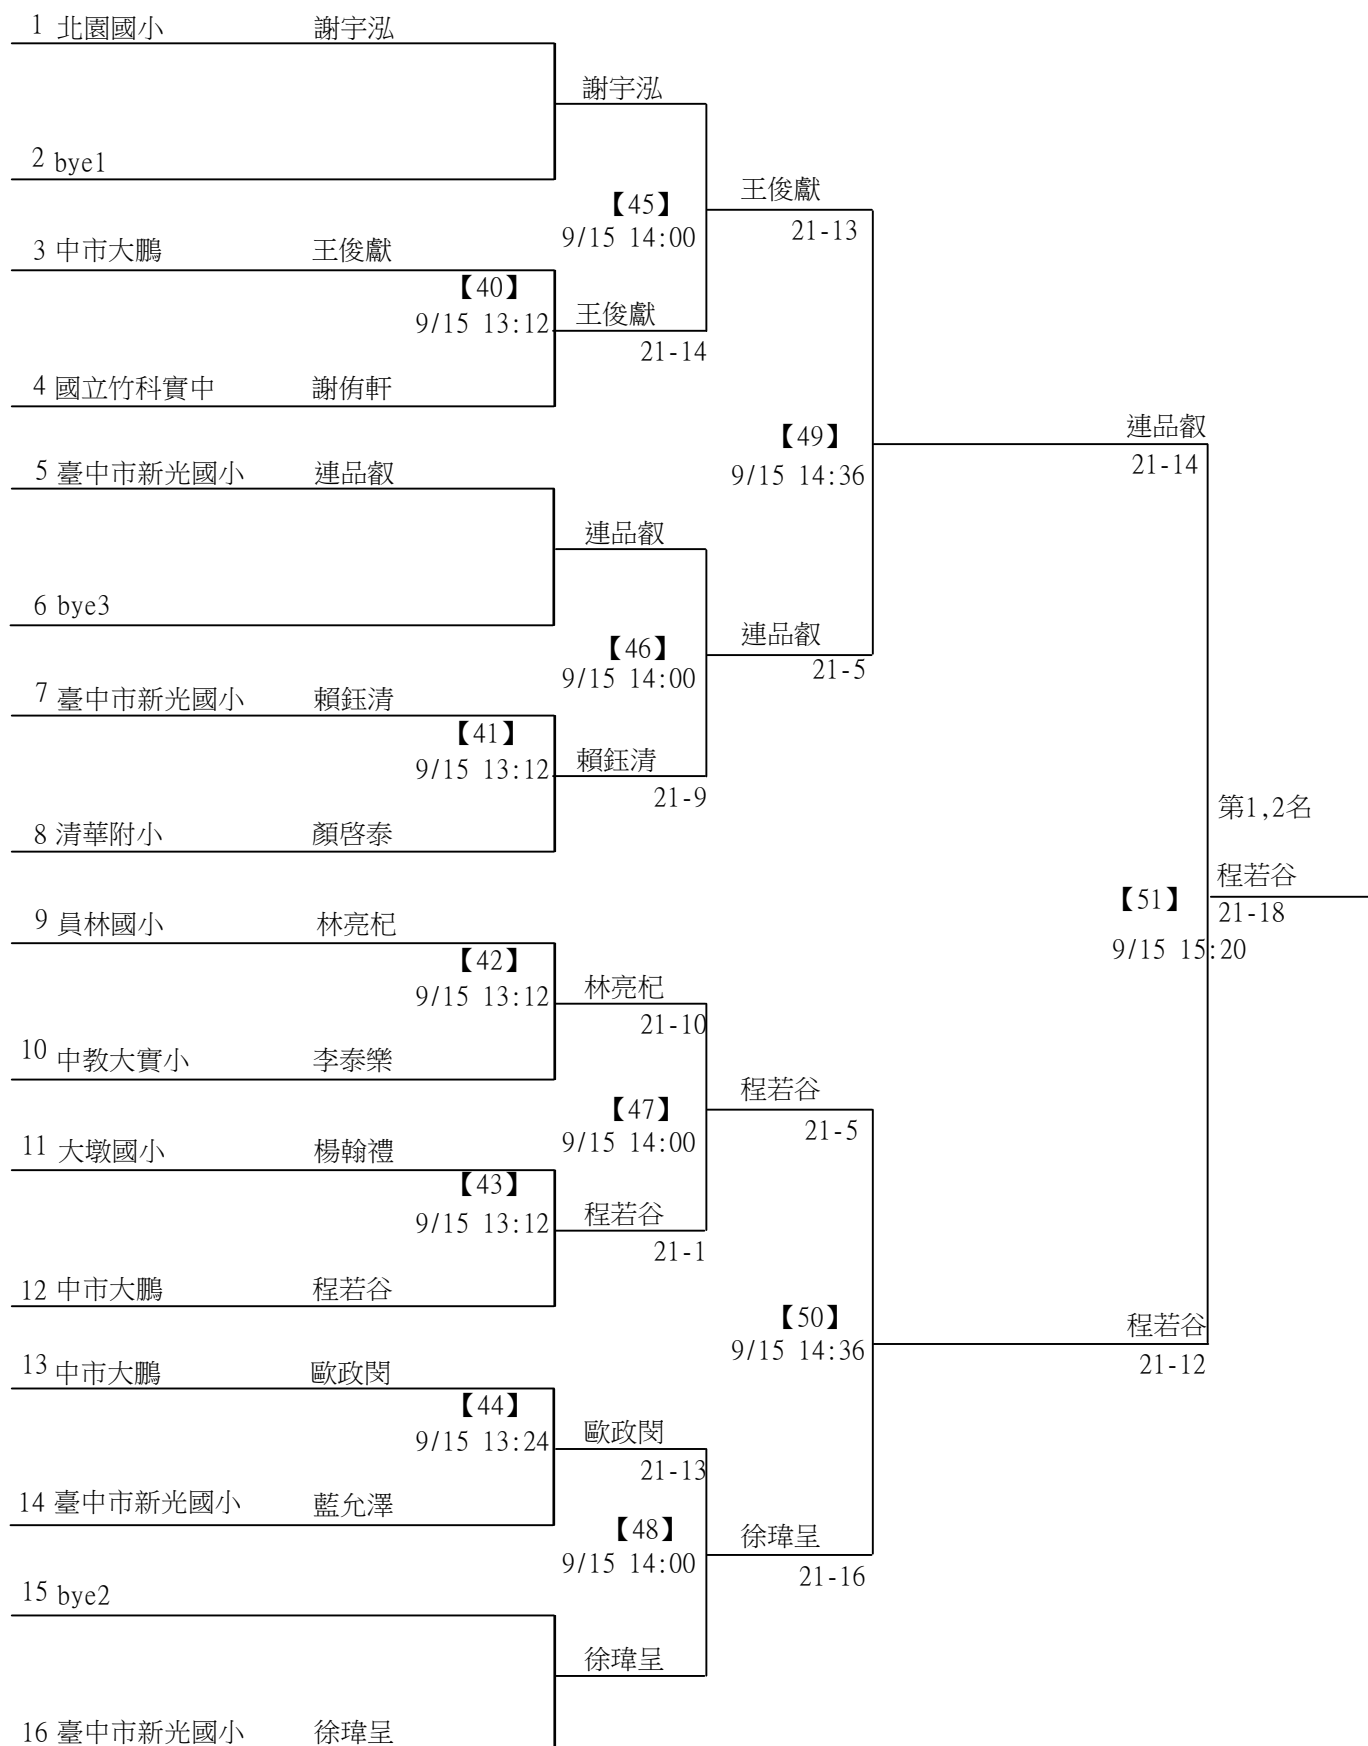 1 北園國小 謝宇泓
謝宇泓
2 bye1
【45】
9/15 14:00
王俊獻
21-13
3 中市大鵬 王俊獻
【40】
9/15 13:12
王俊獻
21-14
4 國立竹科實中 謝侑軒
【49】
9/15 14:36
連品叡
21-14
5 臺中市新光國小 連品叡
連品叡
6 bye3
【46】
9/15 14:00
連品叡
21-5
7 臺中市新光國小 賴鈺清
【41】
9/15 13:12
賴鈺清
21-9
8 清華附小 顏啓泰
第1,2名
程若谷
21-18
【51】
9/15 15:20
9 員林國小 林亮杞
【42】
9/15 13:12
林亮杞
21-10
10 中教大實小 李泰樂
【47】
9/15 14:00
程若谷
21-5
11 大墩國小 楊翰禮
【43】
9/15 13:12
程若谷
21-1
12 中市大鵬 程若谷
【50】
9/15 14:36
程若谷
21-12
13 中市大鵬 歐政閔
【44】
9/15 13:24
歐政閔
21-13
14 臺中市新光國小 藍允澤
【48】
9/15 14:00
徐瑋呈
21-16
15 bye2
徐瑋呈
16 臺中市新光國小 徐瑋呈